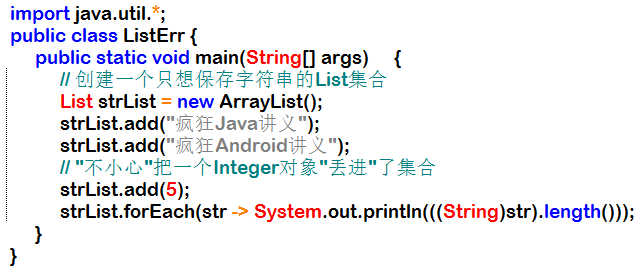 import java.util.*;
public class ListErr {
public static void main(String[] args) {
// 创建一个只想保存字符串的List集合
List strList = new ArrayList();
strList.add("疯狂Java讲义");
strList.add("疯狂Android讲义");
// "不小心"把一个Integer对象"丢进"了集合
strList.add(5);
strList.forEach(str -> System.out.println(((String)str).length()));
}
}